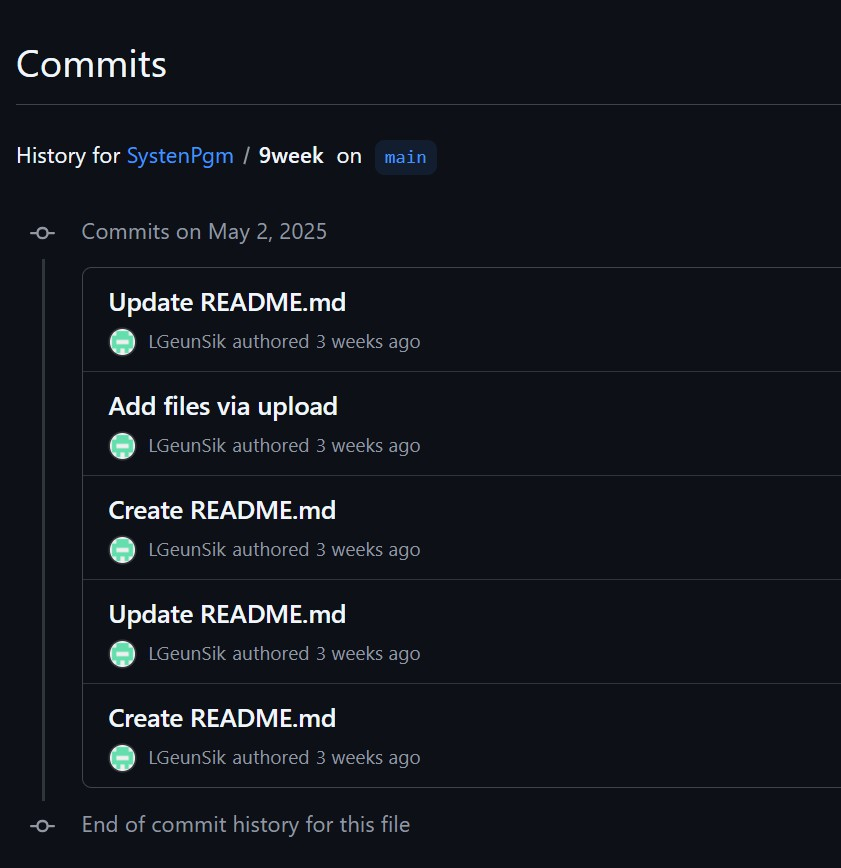 Commits
History for SystenPgm / 9week on main
Commits on May 2, 2025
Update README.md
LGeunSik authored 3 weeks ago
Add files via upload
LGeunSik authored 3 weeks ago
Create README.md
LGeunSik authored 3 weeks ago
Update README.md
LGeunSik authored 3 weeks ago
Create README.md
LGeunSik authored 3 weeks ago
End of commit history for this file